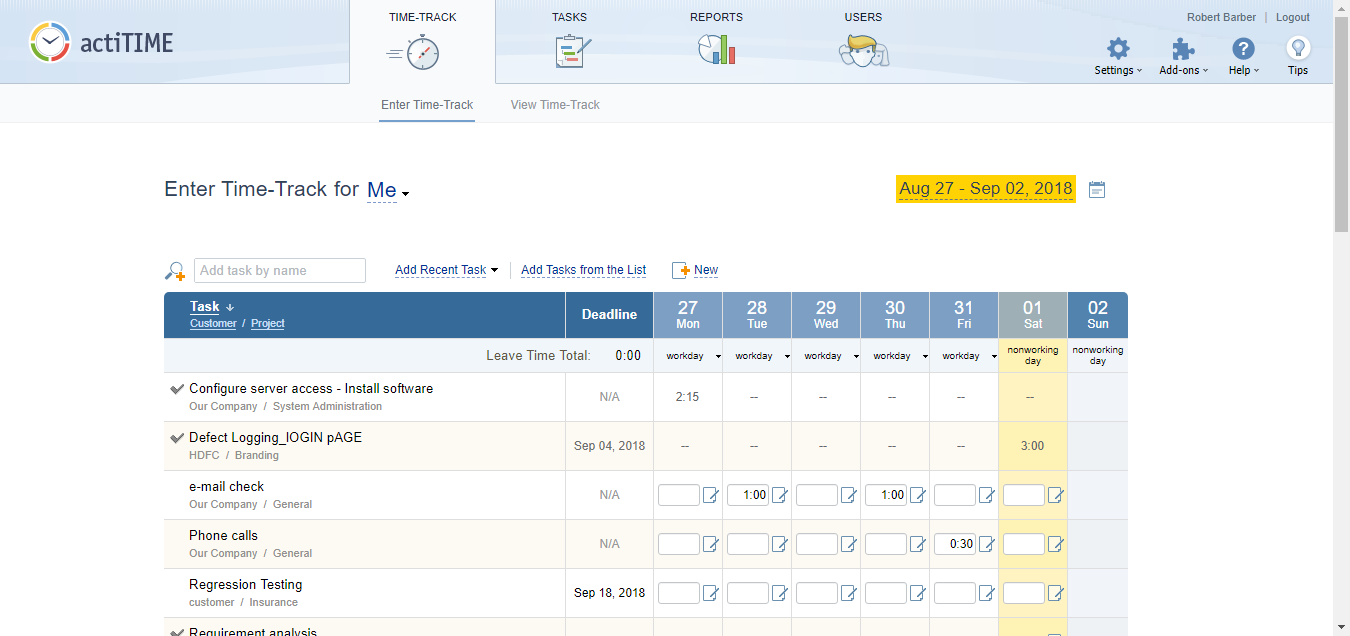 TIME-TRACK
TASKS
REPORTS
USERS
Robert Barber | Logout
actiTIME
Settings
Add-ons
Help
Tips
Enter Time-Track
View Time-Track
Enter Time-Track for Me
Aug 27 - Sep 02, 2018
Add task by name
Add Recent Task
Add Tasks from the List
New
Task
Customer / Project
Deadline
27
Mon
28
Tue
29
Wed
30
Thu
31
Fri
01
Sat
02
Sun
Leave Time Total: 0:00
workday
workday
workday
workday
workday
nonworking
day
nonworking
day
Configure server access - Install software
Our Company / System Administration
N/A
2:15
--
--
--
--
--
Defect Logging_lOGIN pAGE
HDFC / Branding
Sep 04, 2018
--
--
--
--
--
3:00
e-mail check
Our Company / General
N/A
1:00
1:00
Phone calls
Our Company / General
N/A
0:30
Regression Testing
customer / Insurance
Sep 18, 2018
Requirement analysis